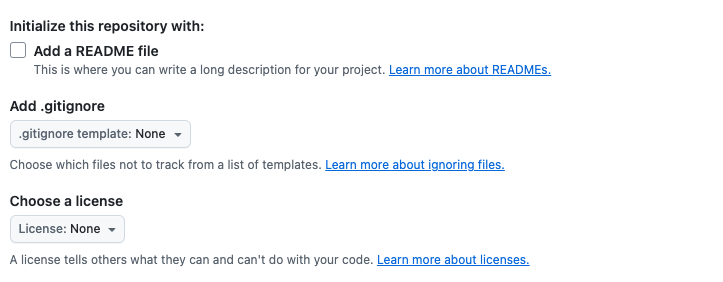 Initialize this repository with:
Add a README file
This is where you can write a long description for your project. Learn more about READMEs.
Add .gitignore
.gitignore template: None
Choose which files not to track from a list of templates. Learn more about ignoring files.
Choose a license
License: None
A license tells others what they can and can't do with your code. Learn more about licenses.